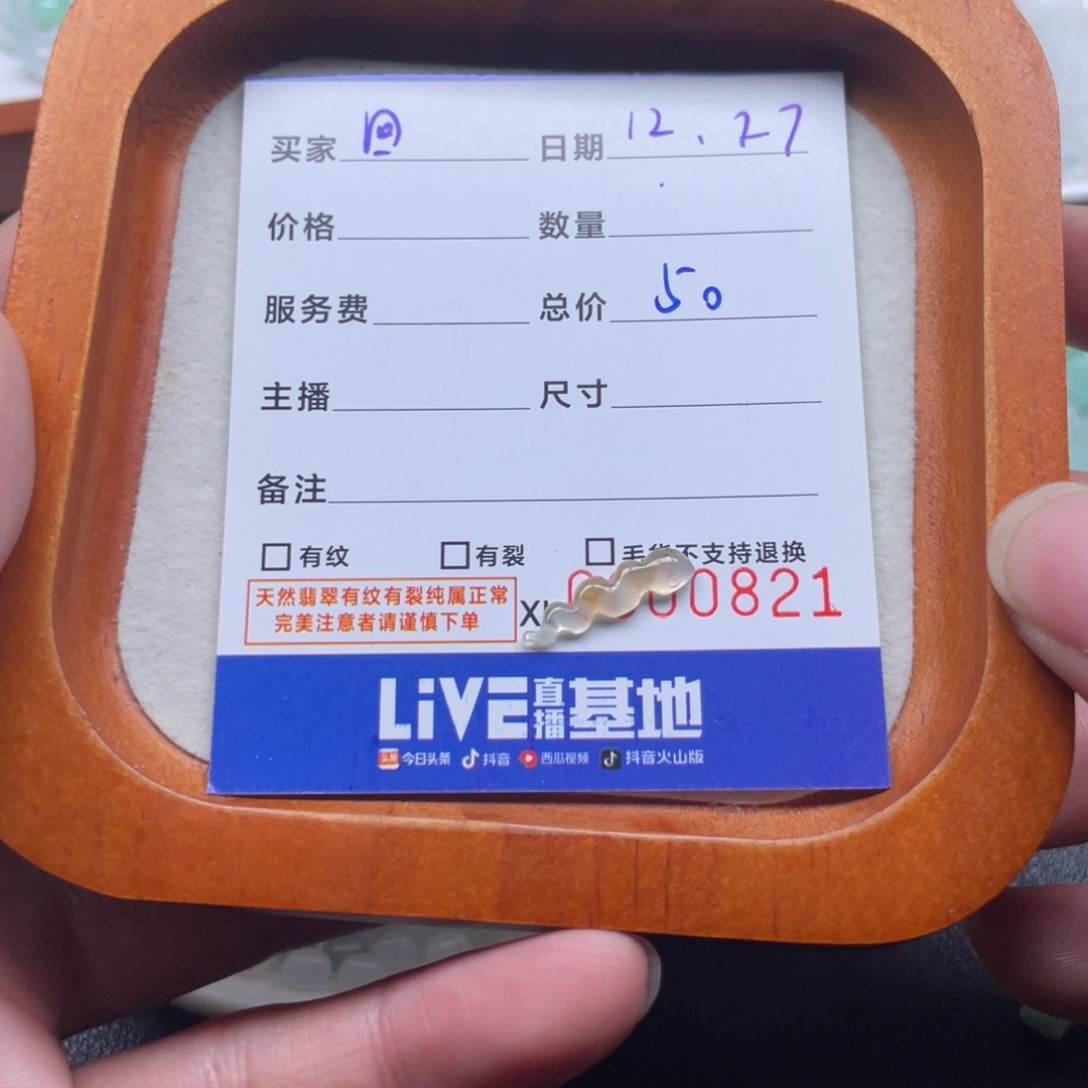 买家 回 日期 12.27
价格 数量
服务费 总价 50
主播 尺寸
备注
□ 有纹 □ 有裂 □ 毛货不支持退换
天然翡翠有纹有裂纯属正常
完美注意者请谨慎下单
00821
LiVE直播基地
头条 今日头条 抖音 西瓜视频 抖音火山版